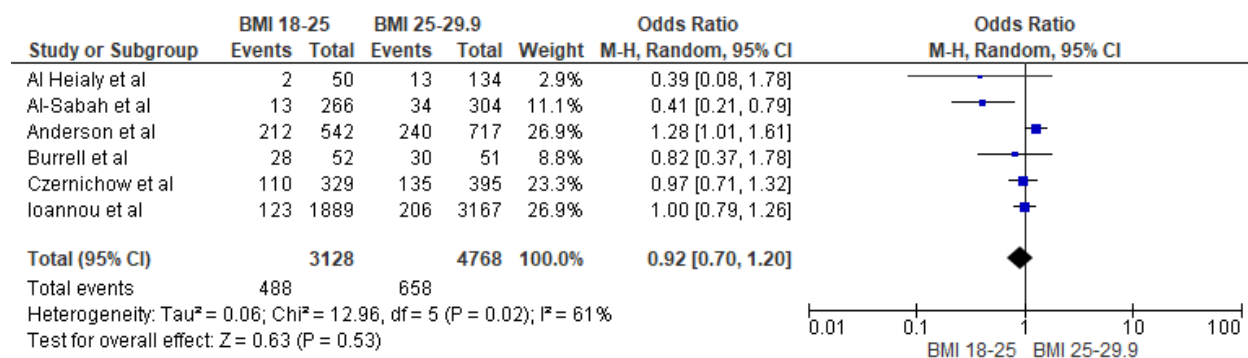 BMI 18-25 BMI 25-29.9 Odds Ratio Odds Ratio
Study or Subgroup Events Total Events Total Weight M-H, Random, 95% CI M-H, Random, 95% CI
Al Heialy et al 2 50 13 134 2.9% 0.39 [0.08, 1.78]
Al-Sabah et al 13 266 34 304 11.1% 0.41 [0.21, 0.79]
Anderson et al 212 542 240 717 26.9% 1.28 [1.01, 1.61]
Burrell et al 28 52 30 51 8.8% 0.82 [0.37, 1.78]
Czernichow et al 110 329 135 395 23.3% 0.97 [0.71, 1.32]
Ioannou et al 123 1889 206 3167 26.9% 1.00 [0.79, 1.26]
Total (95% CI) 3128 4768 100.0% 0.92 [0.70, 1.20]
Total events 488 658
Heterogeneity: Tau² = 0.06; Chi² = 12.96, df = 5 (P = 0.02); I² = 61%
Test for overall effect: Z = 0.63 (P = 0.53)
0.01 0.1 1 10 100
BMI 18-25 BMI 25-29.9